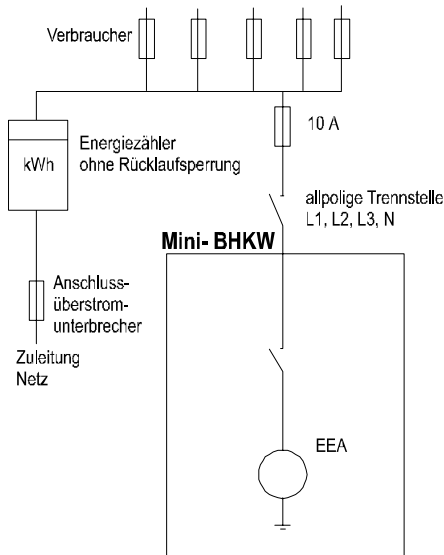 Verbraucher
10 A
Energiezähler
ohne Rücklaufsperrung
kWh
allpolige Trennstelle
L1, L2, L3, N
Mini- BHKW
Anschluss-
überstrom-
unterbrecher
Zuleitung
Netz
EEA